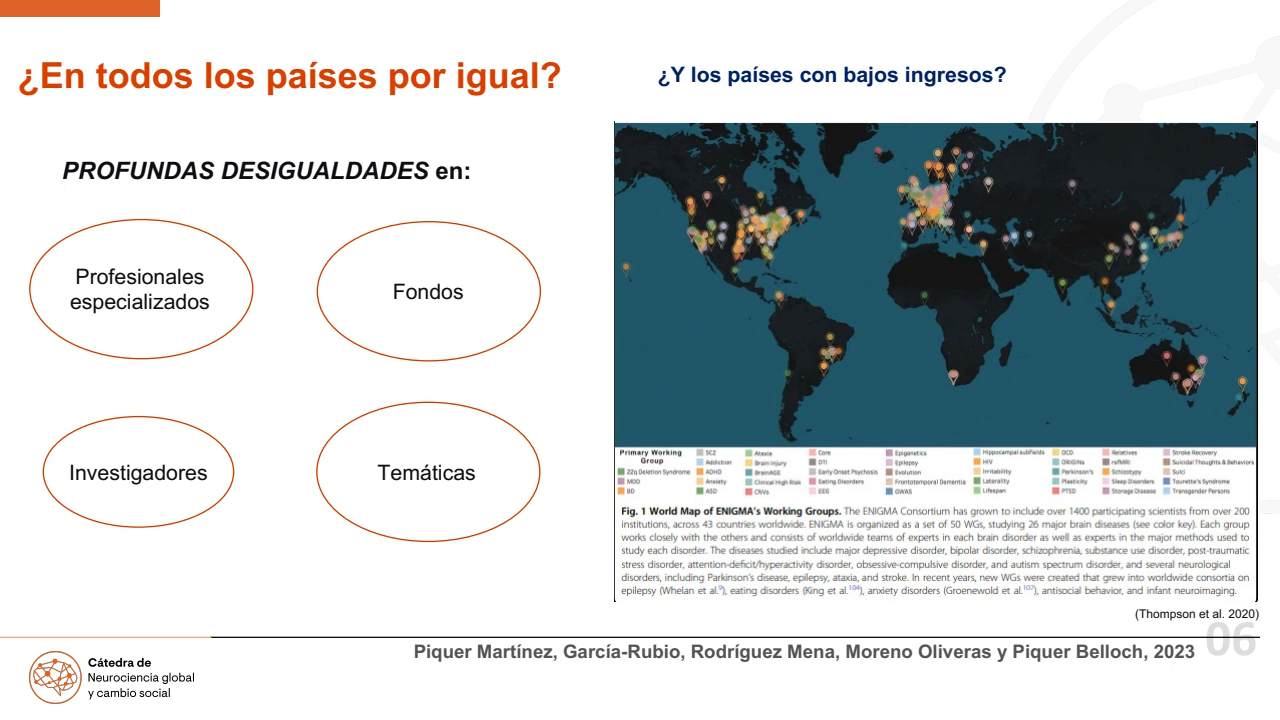 ¿En todos los países por igual?
¿Y los países con bajos ingresos?
PROFUNDAS DESIGUALDADES en:
Profesionales
especializados
Fondos
Investigadores
Temáticas
Primary Working
Group
22q Deletion Syndrome
MDD
BD
SCZ
Addiction
ADHD
Anxiety
ASD
Ataxia
Brain Injury
BrainAGE
Clinical High Risk
CNVs
Core
DTI
Early Onset Psychosis
Eating Disorders
EEG
Epigenetics
Epilepsy
Evolution
Frontotemporal Dementia
GWAS
Hippocampal subfields
HIV
Irritability
Laterality
Lifespan
OCD
ORIGINs
Parkinson's
Plasticity
PTSD
Relatives
rsfMRI
Schizotypy
Sleep Disorders
Storage Disease
Stroke Recovery
Suicidal Thoughts & Behaviors
Sulci
Tourette's Syndrome
Transgender Persons
Fig. 1 World Map of ENIGMA's Working Groups. The ENIGMA Consortium has grown to include over 1400 participating scientists from over 200
institutions, across 43 countries worldwide. ENIGMA is organized as a set of 50 WGs, studying 26 major brain diseases (see color key). Each group
works closely with the others and consists of worldwide teams of experts in each brain disorder as well as experts in the major methods used to
study each disorder. The diseases studied include major depressive disorder, bipolar disorder, schizophrenia, substance use disorder, post-traumatic
stress disorder, attention-deficit/hyperactivity disorder, obsessive-compulsive disorder, and autism spectrum disorder, and several neurological
disorders, including Parkinson's disease, epilepsy, ataxia, and stroke. In recent years, new WGs were created that grew into worldwide consortia on
epilepsy (Whelan et al.9), eating disorders (King et al.104), anxiety disorders (Groenewold et al.107), antisocial behavior, and infant neuroimaging.
(Thompson et al. 2020)
06
Piquer Martínez, García-Rubio, Rodríguez Mena, Moreno Oliveras y Piquer Belloch, 2023
Cátedra de
Neurociencia global
y cambio social